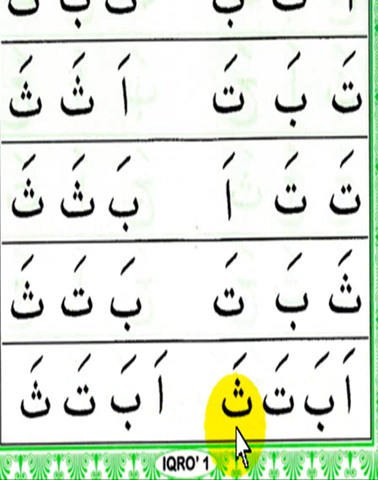 تَ بَ تَ اَ ثَ ثَ
تَ تَ اَ بَ ثَ ثَ
ثَ بَ تَ بَ تَ ثَ
اَ بَ تَ ثَ اَ بَ تَ ثَ
IQRO' 1